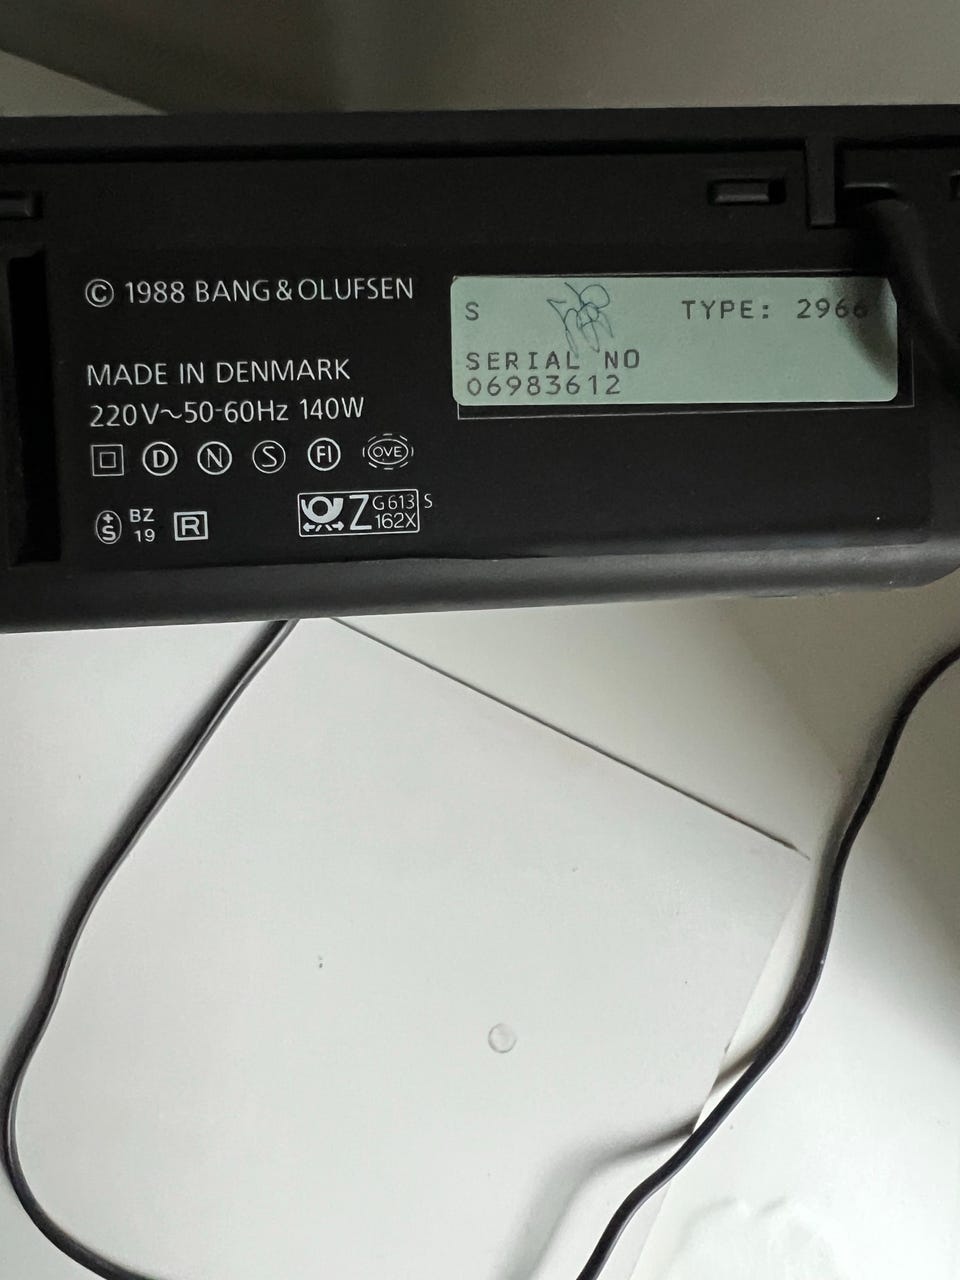 © 1988 BANG & OLUFSEN
MADE IN DENMARK
220V~50-60Hz 140W
D N S FI OVE
+S BZ 19 R
Z G613 S
162X
S TYPE: 2966
SERIAL NO
06983612